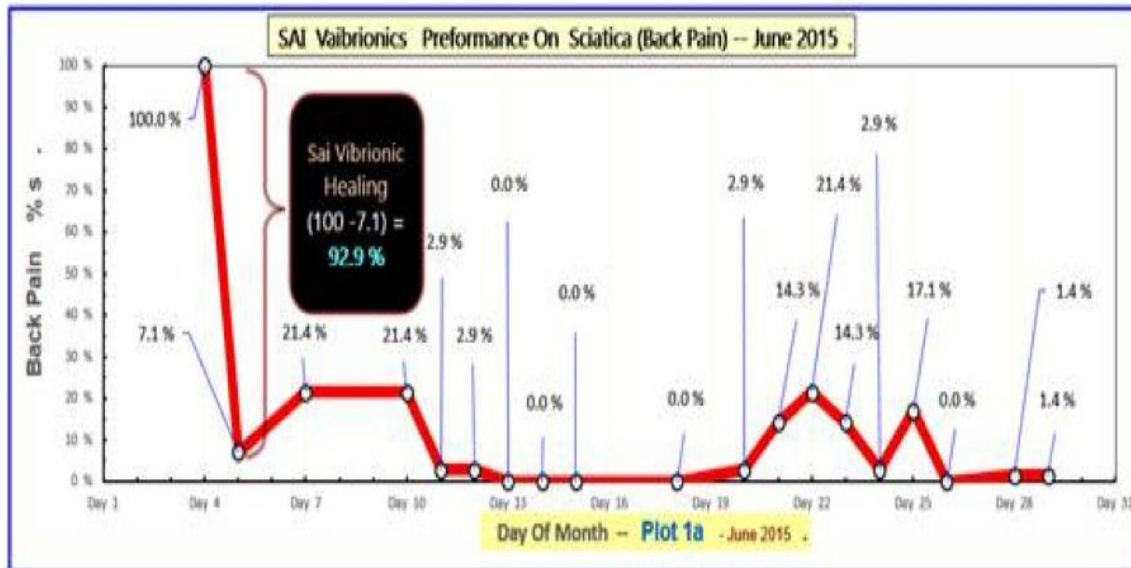 SAI Vaibrionics Preformance On Sciatica (Back Pain) -- June 2015 .
100 %
90 %
80 %
70 %
60 %
50 %
40 %
30 %
20 %
10 %
0 %
Back Pain % s .
100.0 %
7.1 %
Sai Vibrionic
Healing
(100 -7.1) =
92.9 %
21.4 %
21.4 %
2.9 %
2.9 %
0.0 %
0.0 %
0.0 %
0.0 %
2.9 %
14.3 %
21.4 %
14.3 %
2.9 %
17.1 %
0.0 %
1.4 %
1.4 %
Day 1
Day 4
Day 7
Day 10
Day 13
Day 16
Day 19
Day 22
Day 25
Day 28
Day 31
Day Of Month -- Plot 1a - June 2015 .